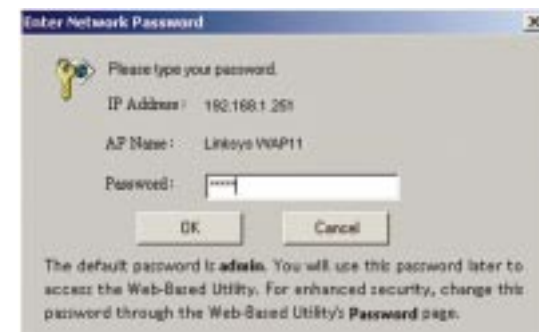 Enter Network Password
Please type your password.
IP Address: 192.168.1.251
AP Name: Linksys WAP11
Password: *****
OK Cancel
The default password is admin. You will use this password later to
access the Web-Based Utility. For enhanced security, change this
password through the Web-Based Utility's Password page.